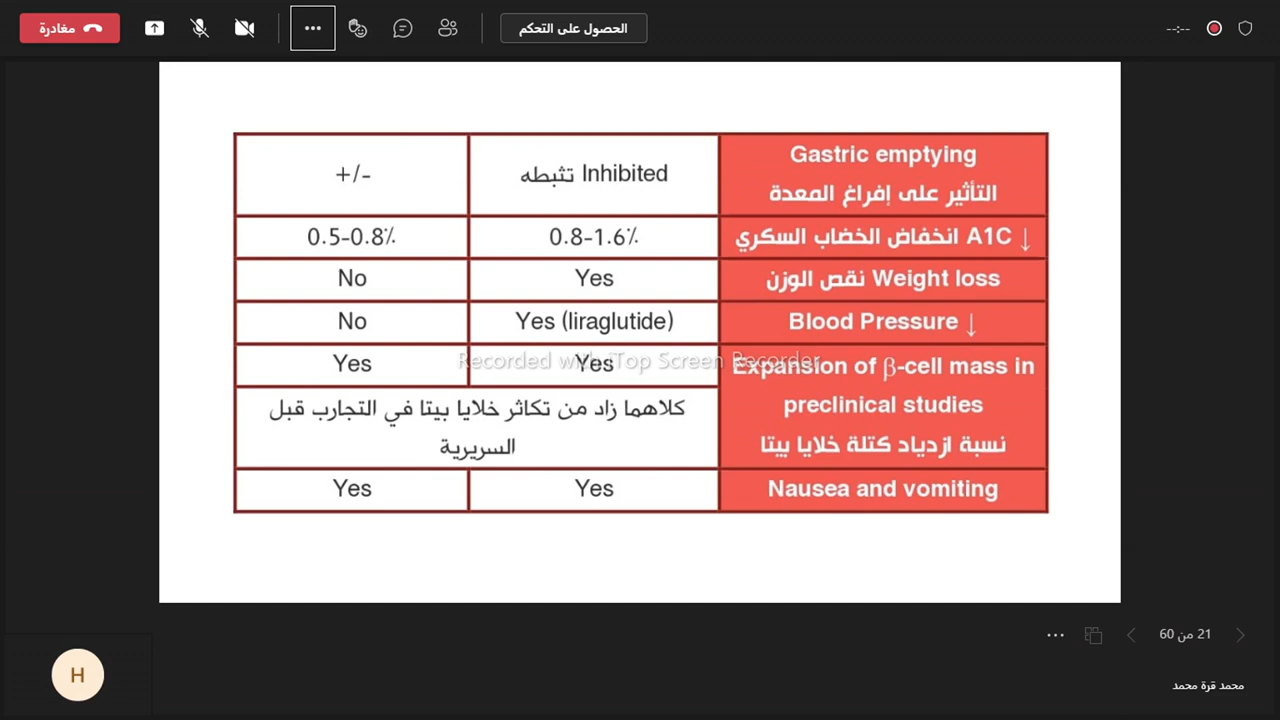 مغادرة
الحصول على التحكم
--:--
Gastric emptying
التأثير على إفراغ المعدة
Inhibited تثبطه
+/-
↓ A1C انخفاض الخضاب السكري
0.8-1.6٪
0.5-0.8٪
Weight loss نقص الوزن
Yes
No
Blood Pressure ↓
Yes (liraglutide)
No
Expansion of β-cell mass in
preclinical studies
نسبة ازدياد كتلة خلايا بيتا
Yes
Yes
كلاهما زاد من تكاثر خلايا بيتا في التجارب قبل
السريرية
Nausea and vomiting
Yes
Yes
Recorded with iTop Screen Recorder
21 من 60
H
محمد قرة محمد